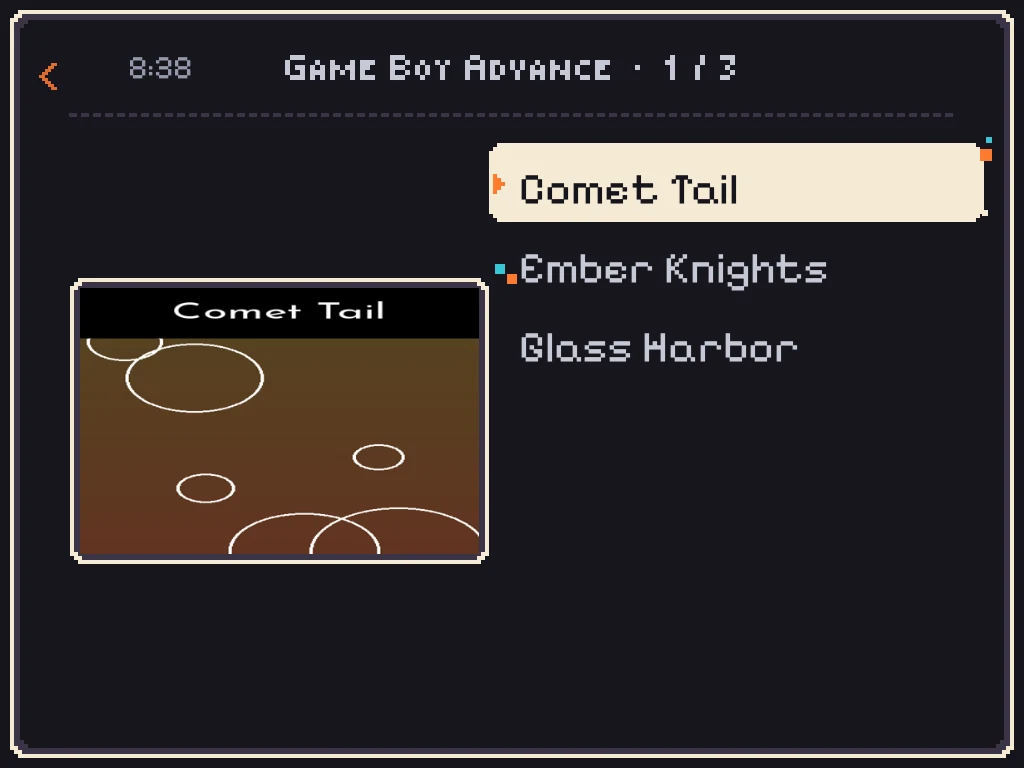 8:38
Game Boy Advance · 1 / 3
Comet Tail
Ember Knights
Glass Harbor
Comet Tail